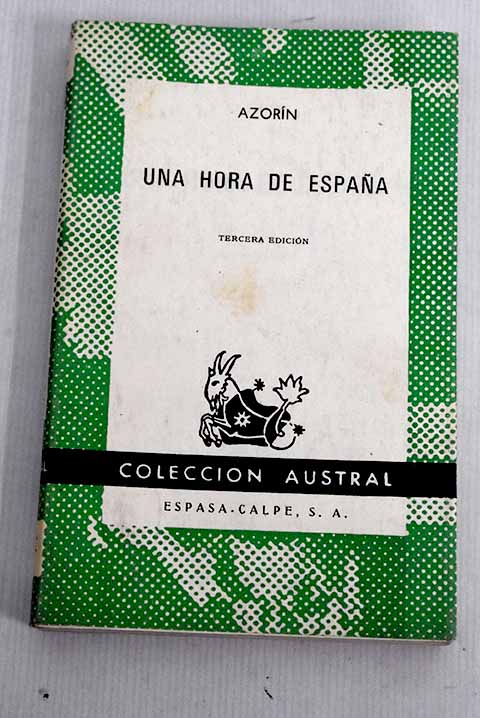 AZORÍN
UNA HORA DE ESPAÑA
TERCERA EDICIÓN
COLECCION AUSTRAL
ESPASA-CALPE, S. A.